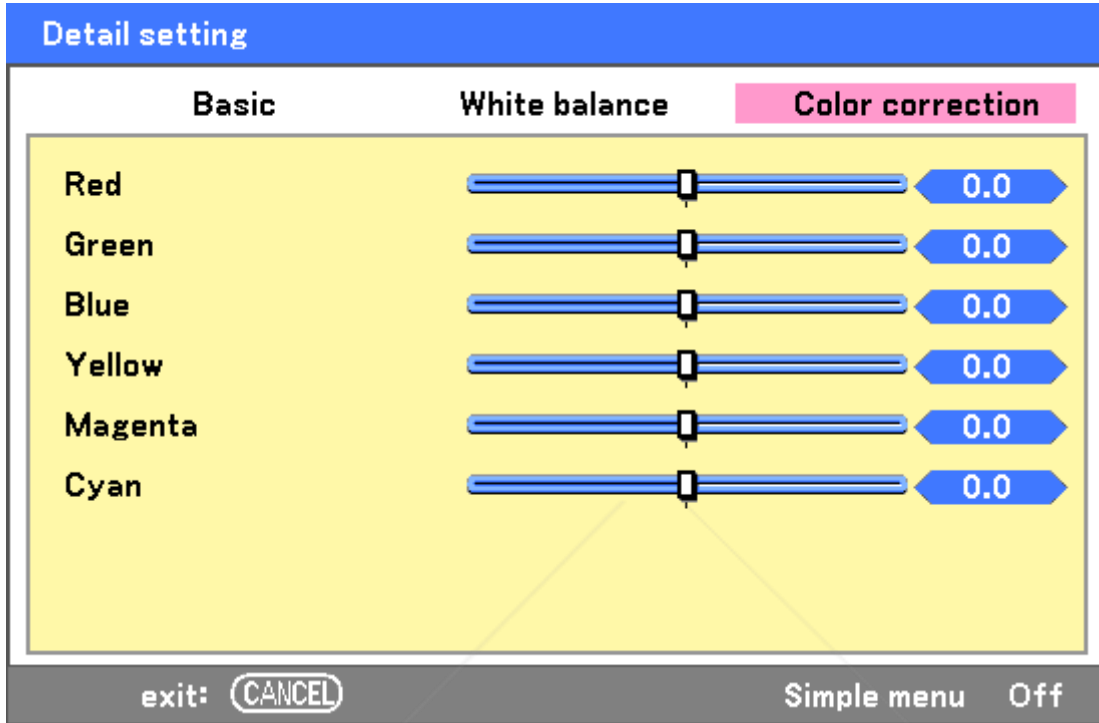 Detail setting
Basic White balance Color correction
Red 0.0
Green 0.0
Blue 0.0
Yellow 0.0
Magenta 0.0
Cyan 0.0
exit: CANCEL Simple menu Off